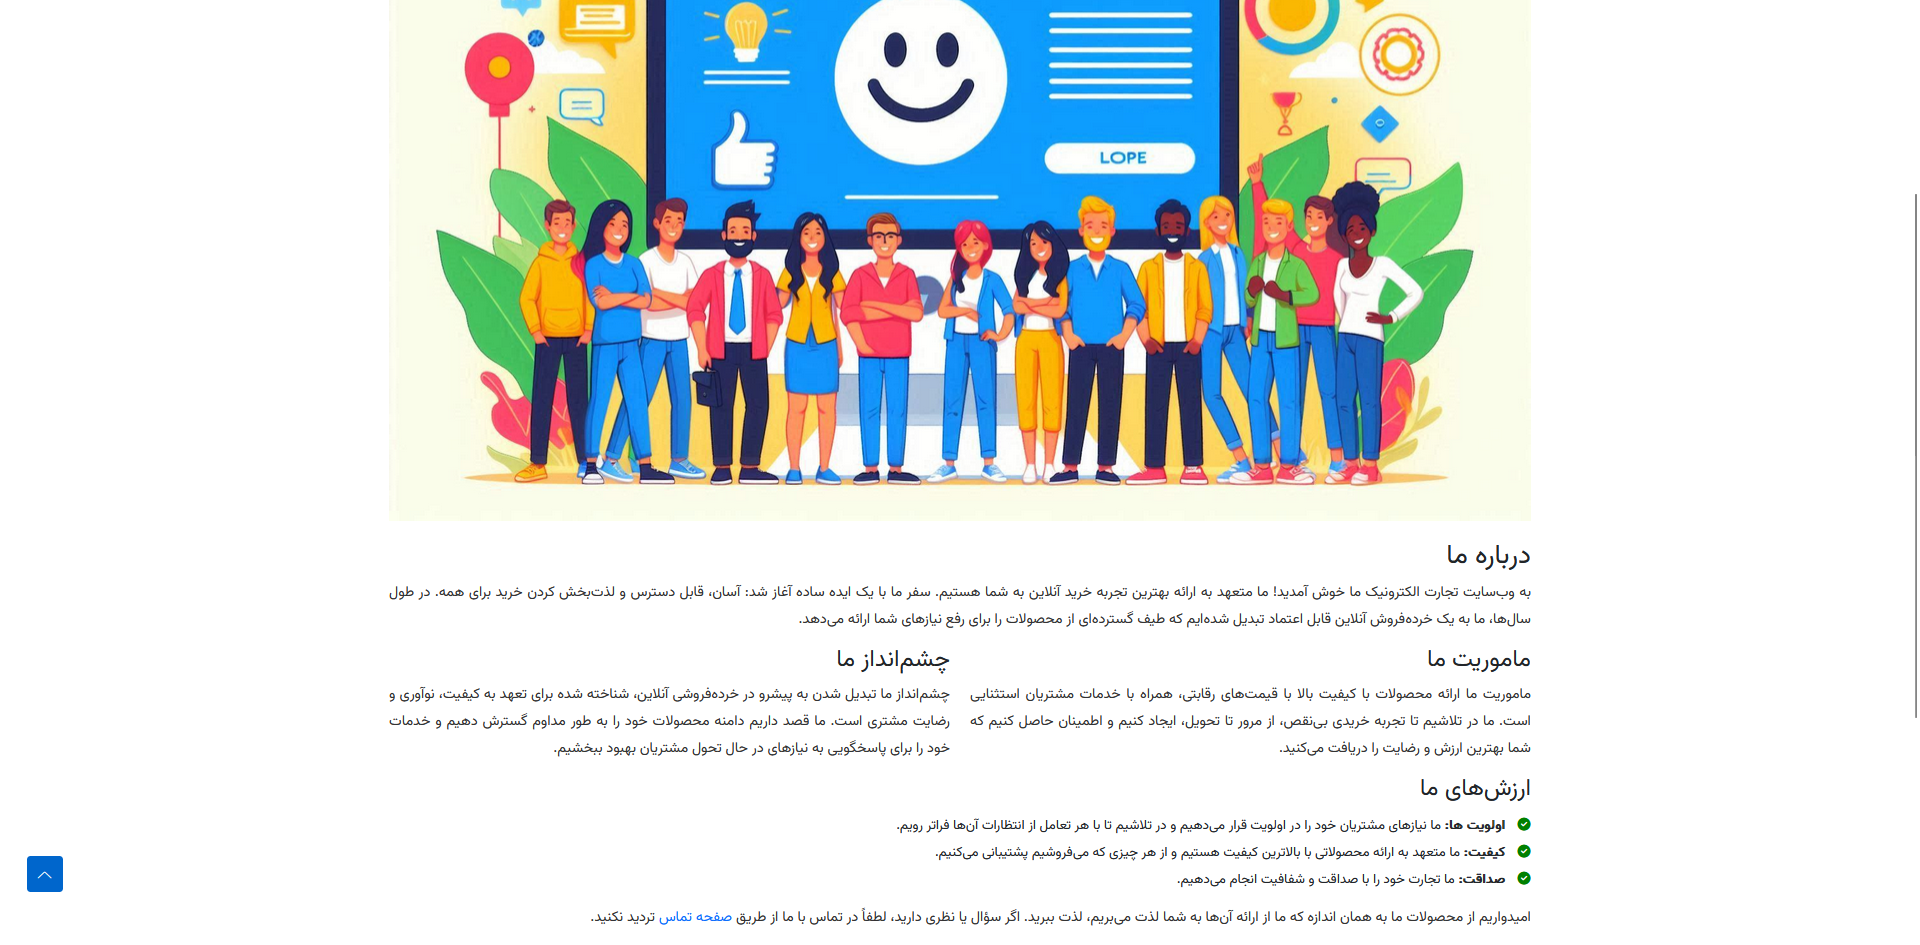 LOPE
درباره ما
به وب‌سایت تجارت الکترونیک ما خوش آمدید! ما متعهد به ارائه بهترین تجربه خرید آنلاین به شما هستیم. سفر ما با یک ایده ساده آغاز شد: آسان، قابل دسترس و لذت‌بخش کردن خرید برای همه. در طول
سال‌ها، ما به یک خرده‌فروش آنلاین قابل اعتماد تبدیل شده‌ایم که طیف گسترده‌ای از محصولات را برای رفع نیازهای شما ارائه می‌دهد.
ماموریت ما
ماموریت ما ارائه محصولات با کیفیت بالا با قیمت‌های رقابتی، همراه با خدمات مشتریان استثنایی
است. ما در تلاشیم تا تجربه خریدی بی‌نقص، از مرور تا تحویل، ایجاد کنیم و اطمینان حاصل کنیم که
شما بهترین ارزش و رضایت را دریافت می‌کنید.
چشم‌انداز ما
چشم‌انداز ما تبدیل شدن به پیشرو در خرده‌فروشی آنلاین، شناخته شده برای تعهد به کیفیت، نوآوری و
رضایت مشتری است. ما قصد داریم دامنه محصولات خود را به طور مداوم گسترش دهیم و خدمات
خود را برای پاسخگویی به نیازهای در حال تحول مشتریان بهبود ببخشیم.
ارزش‌های ما
اولویت ها: ما نیازهای مشتریان خود را در اولویت قرار می‌دهیم و در تلاشیم تا با هر تعامل از انتظارات آن‌ها فراتر رویم.
کیفیت: ما متعهد به ارائه محصولاتی با بالاترین کیفیت هستیم و از هر چیزی که می‌فروشیم پشتیبانی می‌کنیم.
صداقت: ما تجارت خود را با صداقت و شفافیت انجام می‌دهیم.
امیدواریم از محصولات ما به همان اندازه که ما از ارائه آن‌ها به شما لذت می‌بریم، لذت ببرید. اگر سؤال یا نظری دارید، لطفاً در تماس با ما از طریق صفحه تماس تردید نکنید.